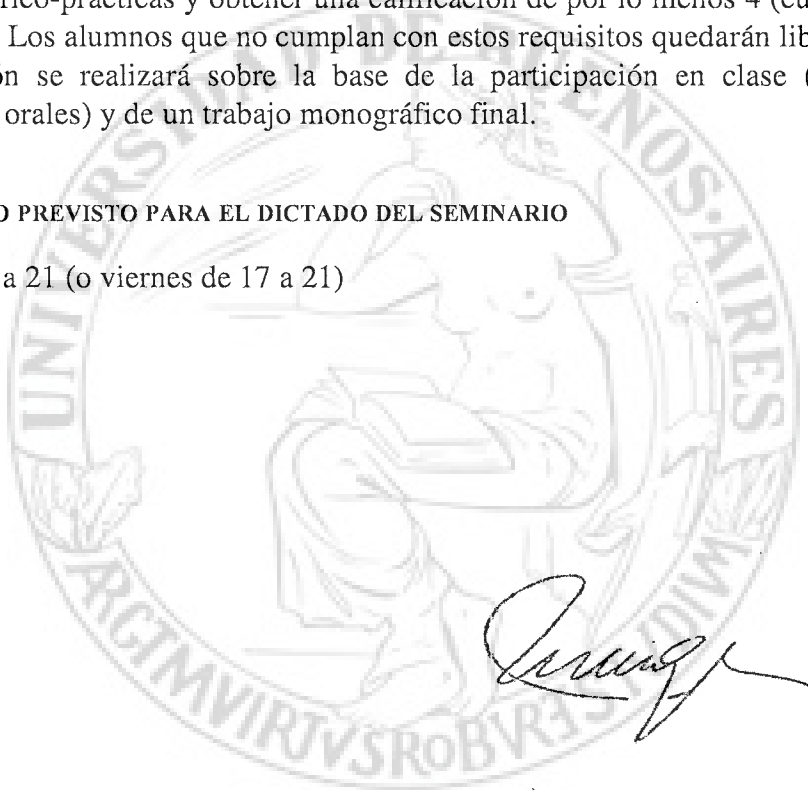 rico-prácticas y obtener una calificación de por lo menos 4 (cu
Los alumnos que no cumplan con estos requisitos quedarán lib
ón se realizará sobre la base de la participación en clase (
orales) y de un trabajo monográfico final.
O PREVISTO PARA EL DICTADO DEL SEMINARIO
a 21 (o viernes de 17 a 21)
UNIVERSIDAD DE BUENOS·AIRES
ARGTMVIRTVSROBVRETSTVDIVM